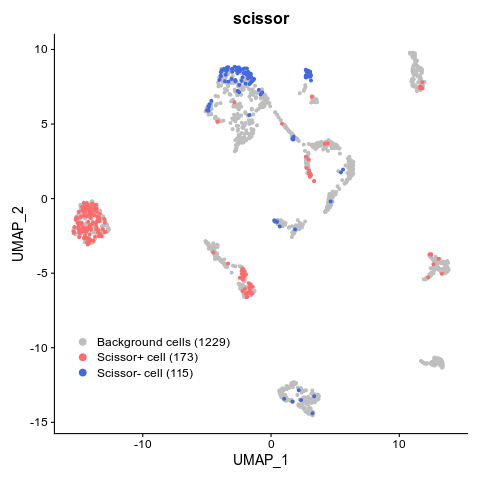 scissor
10
5
0
-5
-10
-15
UMAP_2
Background cells (1229)
Scissor+ cell (173)
Scissor- cell (115)
-10
0
10
UMAP_1